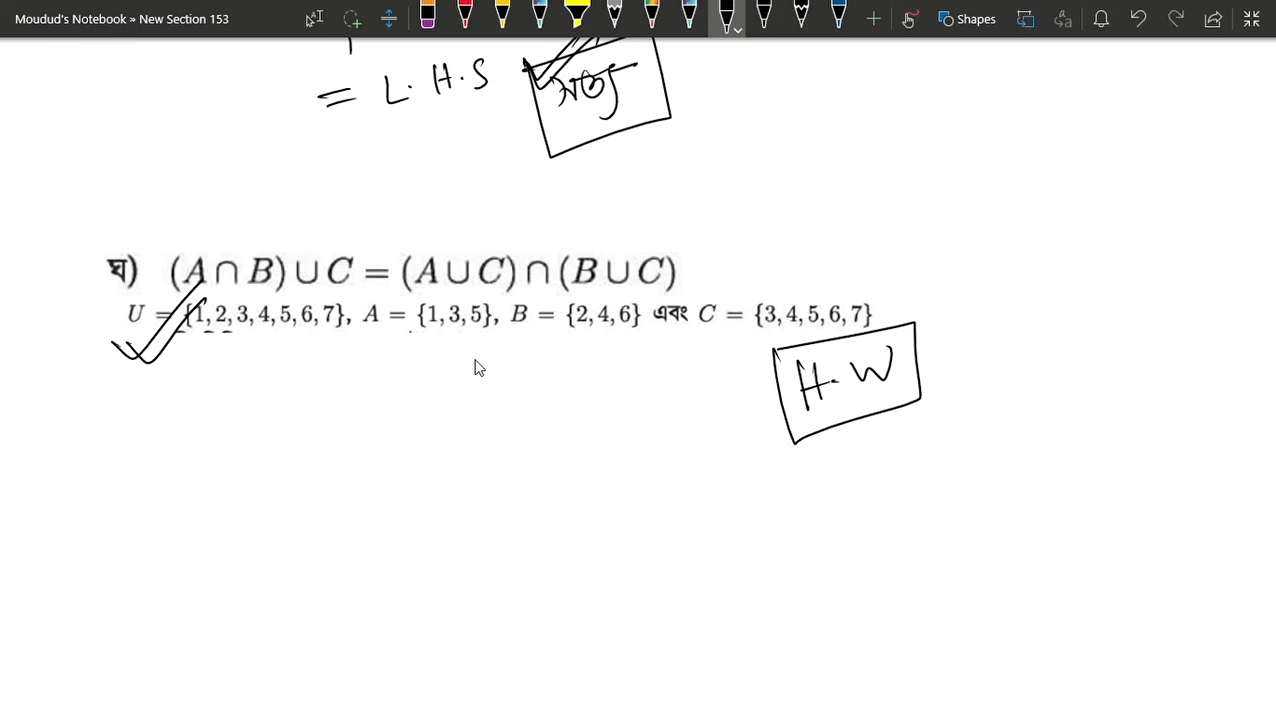 Moudud's Notebook » New Section 153
Shapes
= L.H.S সত্য
ঘ) (A ∩ B) ∪ C = (A ∪ C) ∩ (B ∪ C)
U = {1, 2, 3, 4, 5, 6, 7}, A = {1, 3, 5}, B = {2, 4, 6} এবং C = {3, 4, 5, 6, 7}
H.W